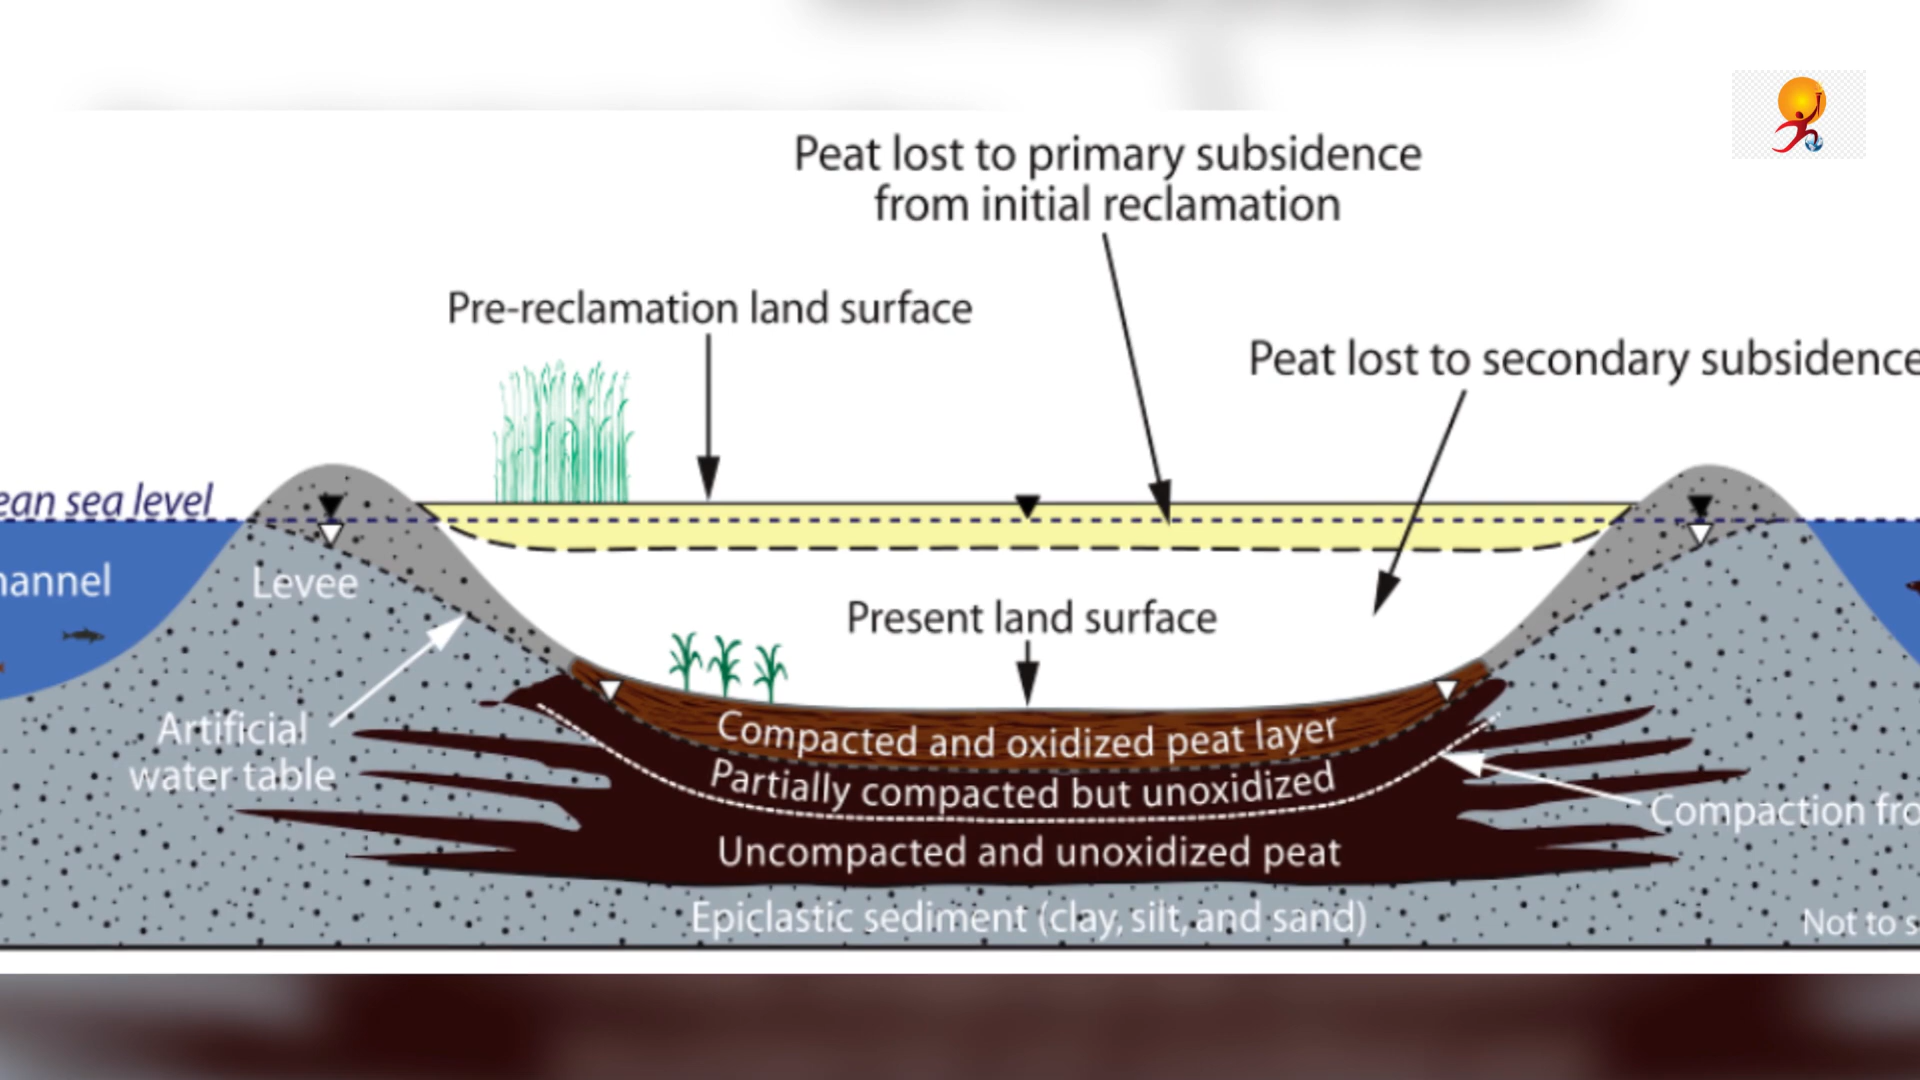 Peat lost to primary subsidence
from initial reclamation
Pre-reclamation land surface
Peat lost to secondary subsidence
ean sea level
hannel
Levee
Present land surface
Artificial
water table
Compacted and oxidized peat layer
Partially compacted but unoxidized
Compaction fro
Uncompacted and unoxidized peat
Epiclastic sediment (clay, silt, and sand)
Not to s